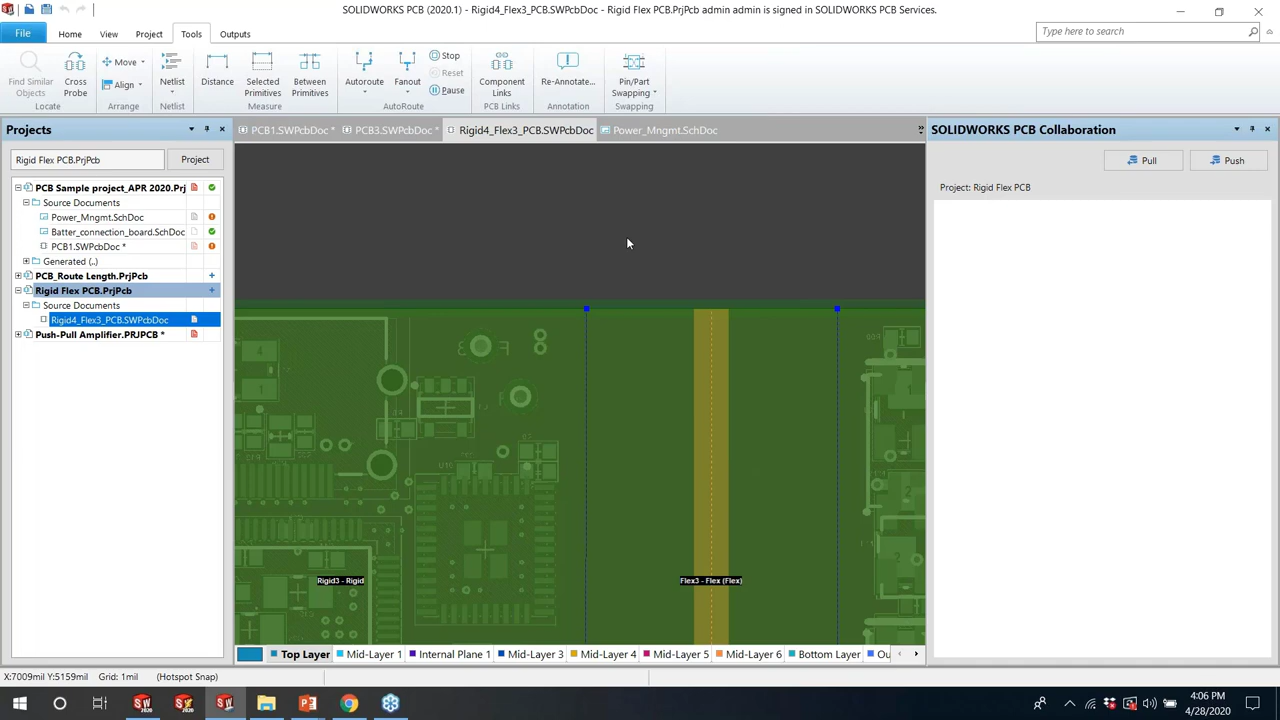 SOLIDWORKS PCB (2020.1) - Rigid4_Flex3_PCB.SWPcbDoc - Rigid Flex PCB.PrjPcb admin admin is signed in SOLIDWORKS PCB Services.
File Home View Project Tools Outputs
Type here to search
Find Similar Objects
Cross Probe
Locate
Move
Align
Arrange
Netlist
Netlist
Distance
Selected Primitives
Between Primitives
Measure
Autoroute
Fanout
Stop
Reset
Pause
AutoRoute
Component Links
PCB Links
Re-Annotate...
Annotation
Pin/Part Swapping
Swapping
Projects
PCB1.SWPcbDoc * PCB3.SWPcbDoc * Rigid4_Flex3_PCB.SWPcbDoc Power_Mngmt.SchDoc
Rigid Flex PCB.PrjPcb Project
PCB Sample project_APR 2020.Prj
Source Documents
Power_Mngmt.SchDoc
Batter_connection_board.SchDoc
PCB1.SWPcbDoc *
Generated (..)
PCB_Route Length.PrjPcb
Rigid Flex PCB.PrjPcb
Source Documents
Rigid4_Flex3_PCB.SWPcbDoc
Push-Pull Amplifier.PRJPCB *
SOLIDWORKS PCB Collaboration
Pull Push
Project: Rigid Flex PCB
Rigid3 - Rigid
Flex3 - Flex (Flex)
Top Layer Mid-Layer 1 Internal Plane 1 Mid-Layer 3 Mid-Layer 4 Mid-Layer 5 Mid-Layer 6 Bottom Layer Ou
X:7009mil Y:5159mil Grid: 1mil (Hotspot Snap)
4:06 PM
4/28/2020